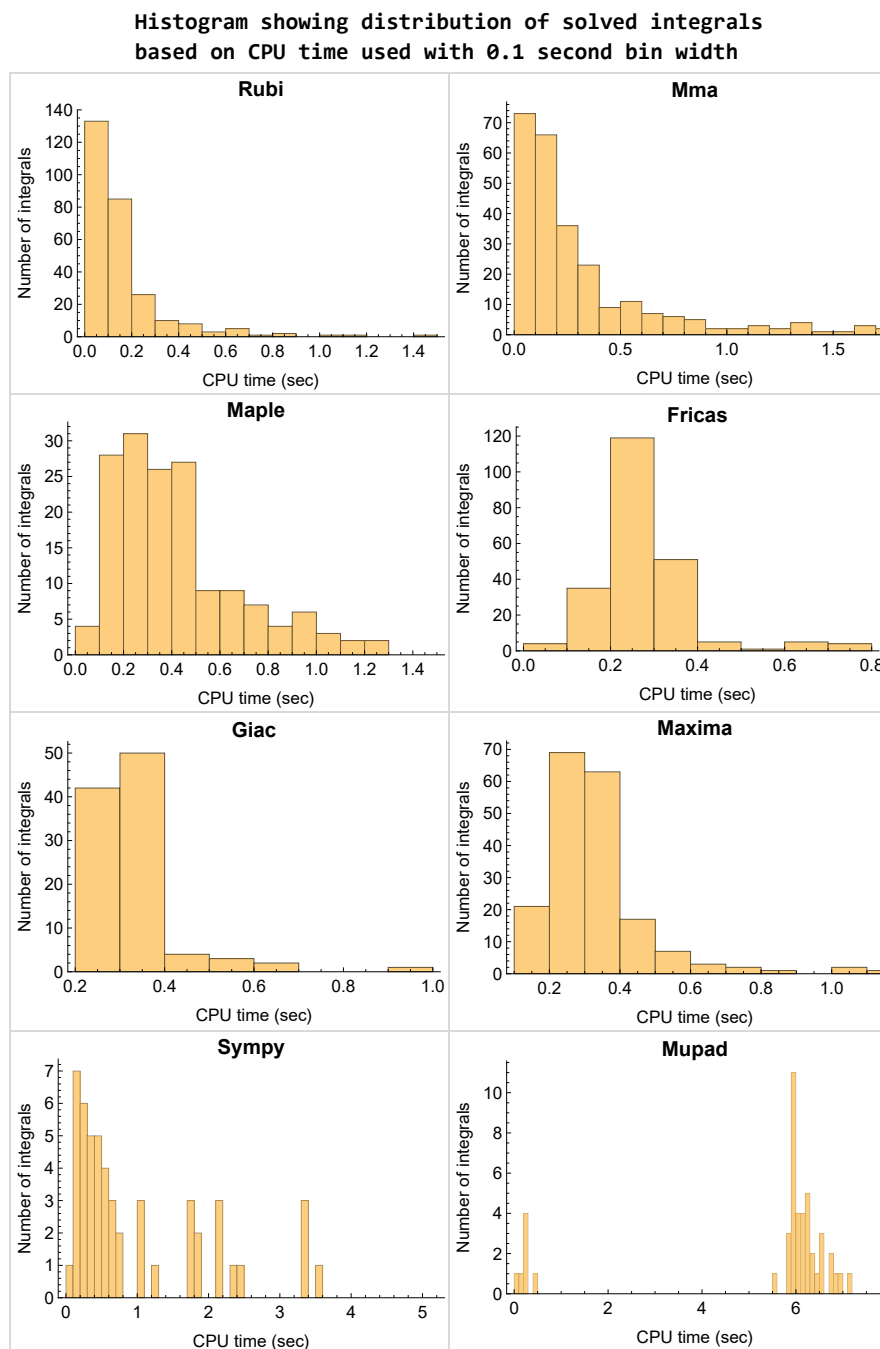 Histogram showing distribution of solved integrals
based on CPU time used with 0.1 second bin width
Rubi
Number of integrals
140
120
100
80
60
40
20
0
0.0 0.2 0.4 0.6 0.8 1.0 1.2 1.4
CPU time (sec)
Mma
Number of integrals
70
60
50
40
30
20
10
0
0.0 0.5 1.0 1.5
CPU time (sec)
Maple
Number of integrals
30
25
20
15
10
5
0
0.0 0.2 0.4 0.6 0.8 1.0 1.2 1.4
CPU time (sec)
Fricas
Number of integrals
120
100
80
60
40
20
0
0.0 0.2 0.4 0.6 0.8
CPU time (sec)
Giac
Number of integrals
50
40
30
20
10
0
0.2 0.4 0.6 0.8 1.0
CPU time (sec)
Maxima
Number of integrals
70
60
50
40
30
20
10
0
0.2 0.4 0.6 0.8 1.0
CPU time (sec)
Sympy
Number of integrals
7
6
5
4
3
2
1
0
0 1 2 3 4 5
CPU time (sec)
Mupad
Number of integrals
10
8
6
4
2
0
0 2 4 6
CPU time (sec)